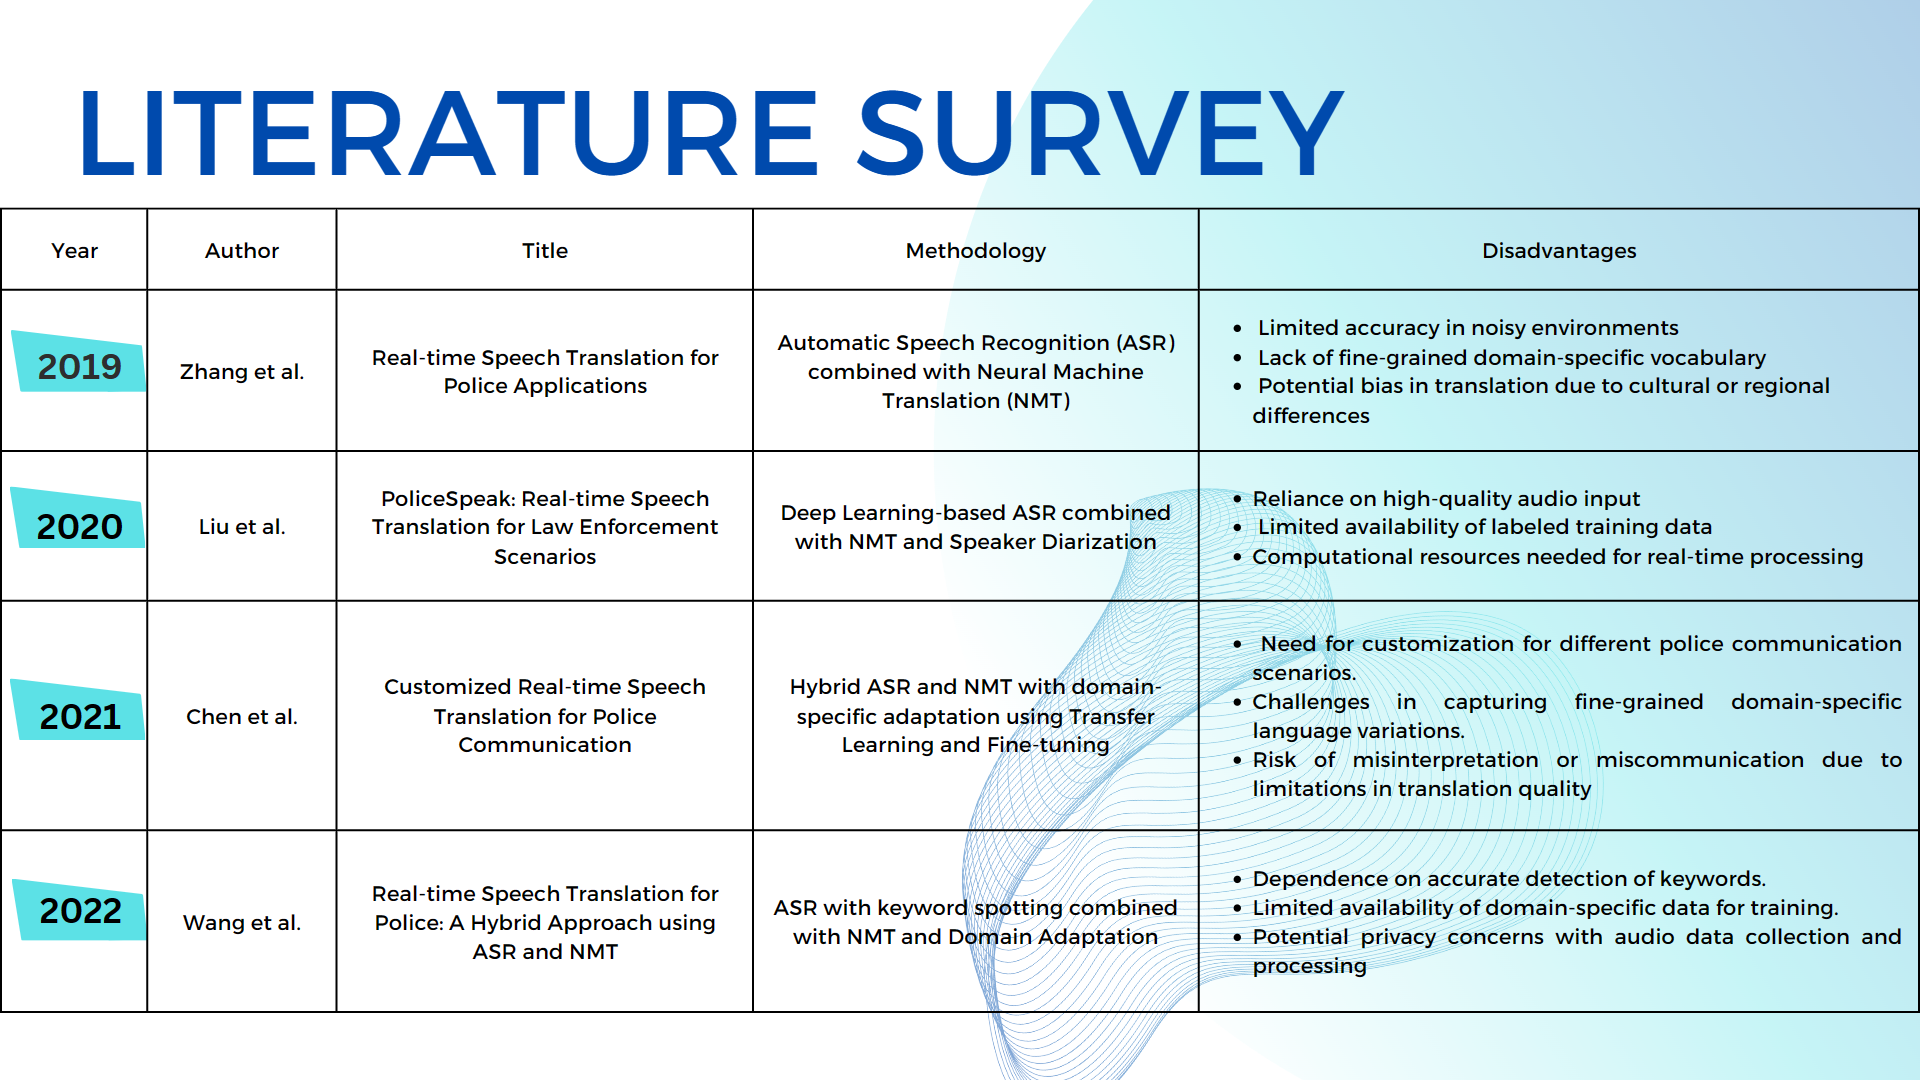 LITERATURE SURVEY
Year
Author
Title
Methodology
Disadvantages
2019
Zhang et al.
Real-time Speech Translation for
Police Applications
Automatic Speech Recognition (ASR)
combined with Neural Machine
Translation (NMT)
• Limited accuracy in noisy environments
• Lack of fine-grained domain-specific vocabulary
• Potential bias in translation due to cultural or regional
differences
2020
Liu et al.
PoliceSpeak: Real-time Speech
Translation for Law Enforcement
Scenarios
Deep Learning-based ASR combined
with NMT and Speaker Diarization
• Reliance on high-quality audio input
• Limited availability of labeled training data
• Computational resources needed for real-time processing
2021
Chen et al.
Customized Real-time Speech
Translation for Police
Communication
Hybrid ASR and NMT with domain-
specific adaptation using Transfer
Learning and Fine-tuning
• Need for customization for different police communication
scenarios.
• Challenges in capturing fine-grained domain-specific
language variations.
• Risk of misinterpretation or miscommunication due to
limitations in translation quality
2022
Wang et al.
Real-time Speech Translation for
Police: A Hybrid Approach using
ASR and NMT
ASR with keyword spotting combined
with NMT and Domain Adaptation
• Dependence on accurate detection of keywords.
• Limited availability of domain-specific data for training.
• Potential privacy concerns with audio data collection and
processing